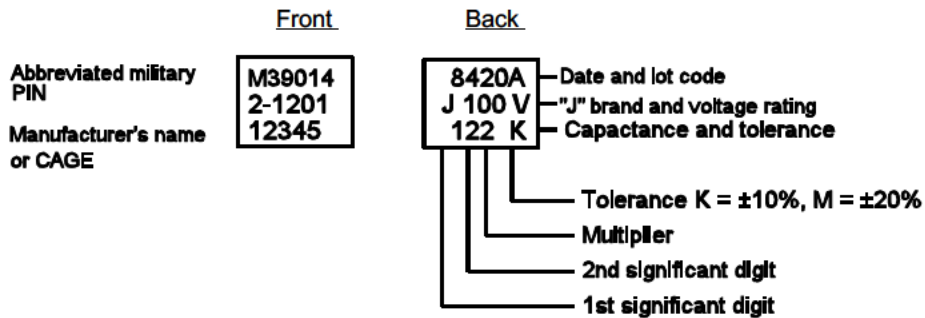 Front Back
Abbreviated military
PIN
Manufacturer's name
or CAGE
M39014
2-1201
12345
8420A
J 100 V
122 K
Date and lot code
"J" brand and voltage rating
Capactance and tolerance
Tolerance K = ±10%, M = ±20%
Multiplier
2nd significant digit
1st significant digit